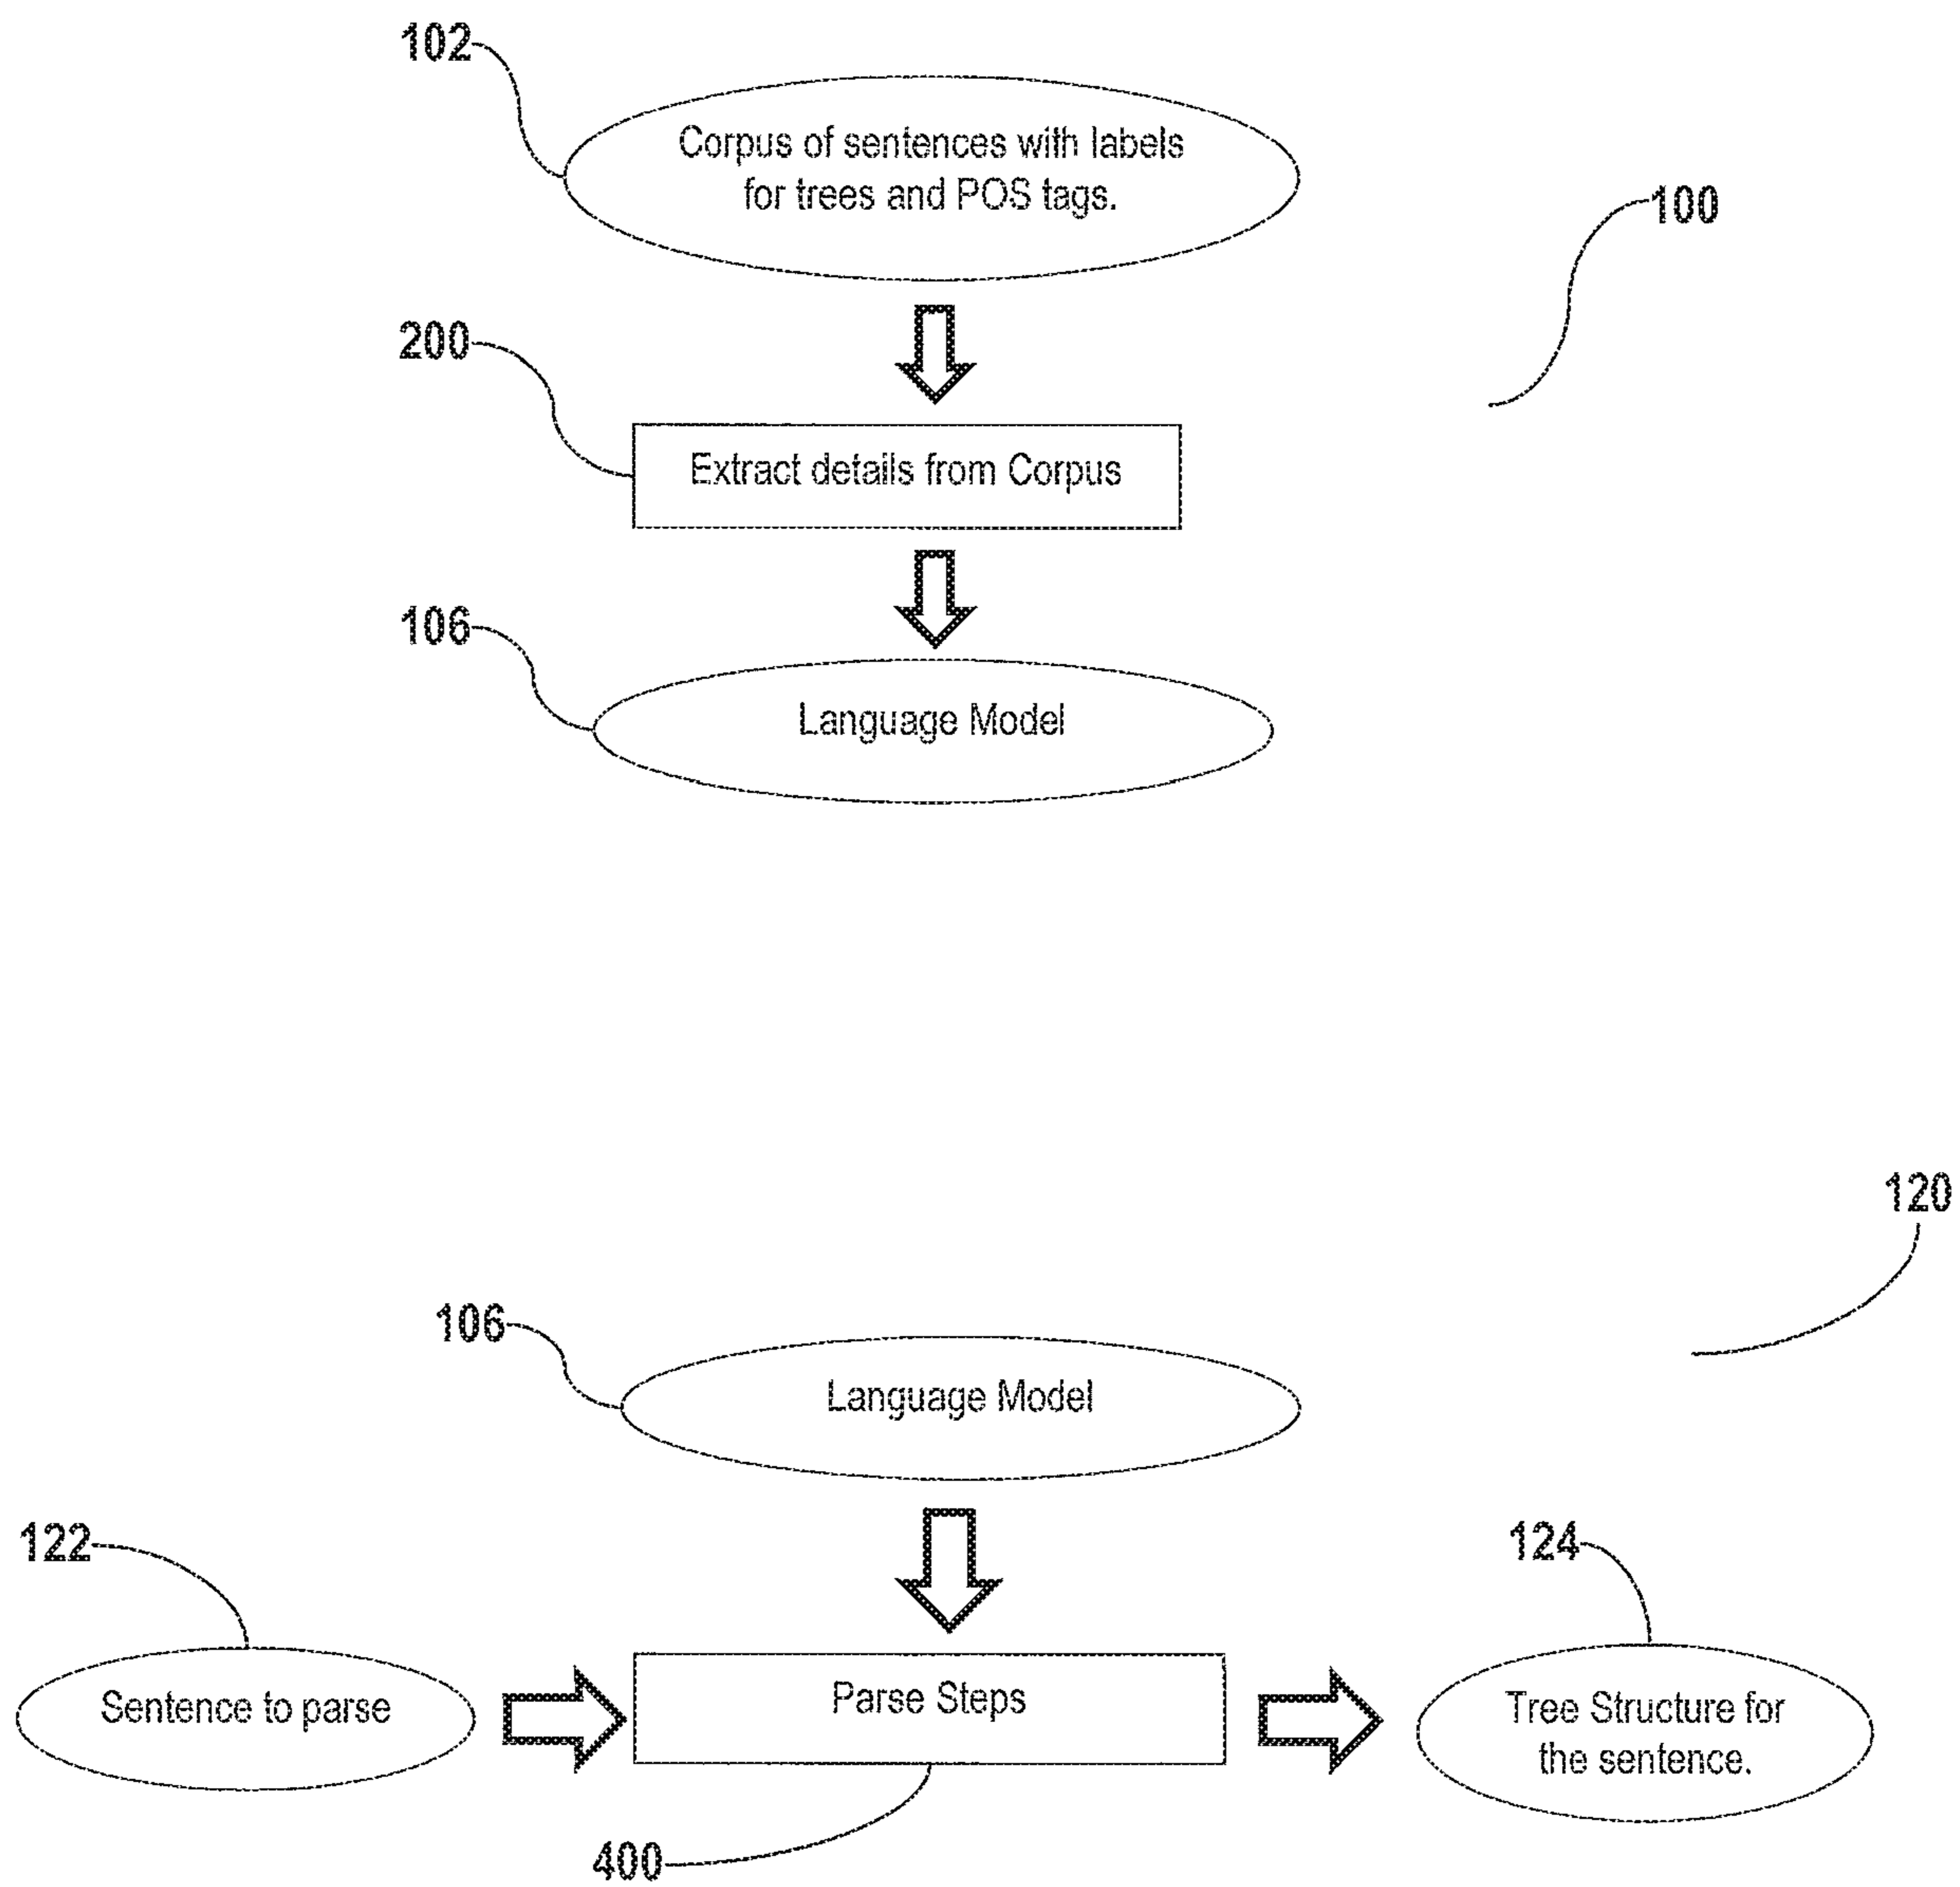 102
Corpus of sentences with labels
for trees and POS tags.
100
200
Extract details from Corpus
106
Language Model
120
106
Language Model
122
124
Sentence to parse
Parse Steps
Tree Structure for
the sentence.
400